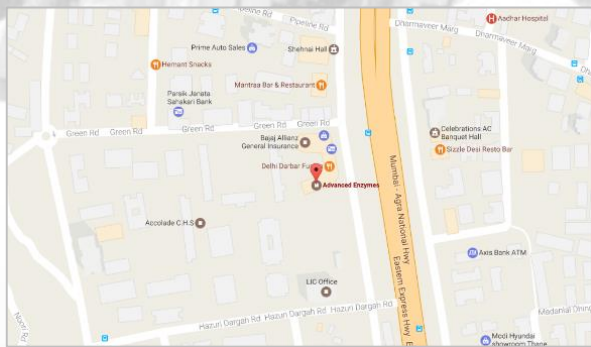 Pipeline Rd
Dharmaveer Marg
Aadhar Hospital
Dharmaveer Marg
Prime Auto Sales
Shehnai Hall
Hemant Snacks
Mantraa Bar & Restaurant
Parsik Janata
Sahakari Bank
Green Rd
Green Rd
Green Rd
Bajaj Allianz
General Insurance
Celebrations AC
Banquet Hall
Sizzle Desi Resto Bar
Delhi Darbar
Advanced Enzymes
Mumbai - Agra National Hwy
Eastern Express Hwy
Accolade C.H.S
Axis Bank ATM
LIC Office
Hazuri Dargah Rd
Hazuri Dargah Rd
Hazuri Dargah Rd
Nouri Rd
Modi Hyundai
showroom Thane